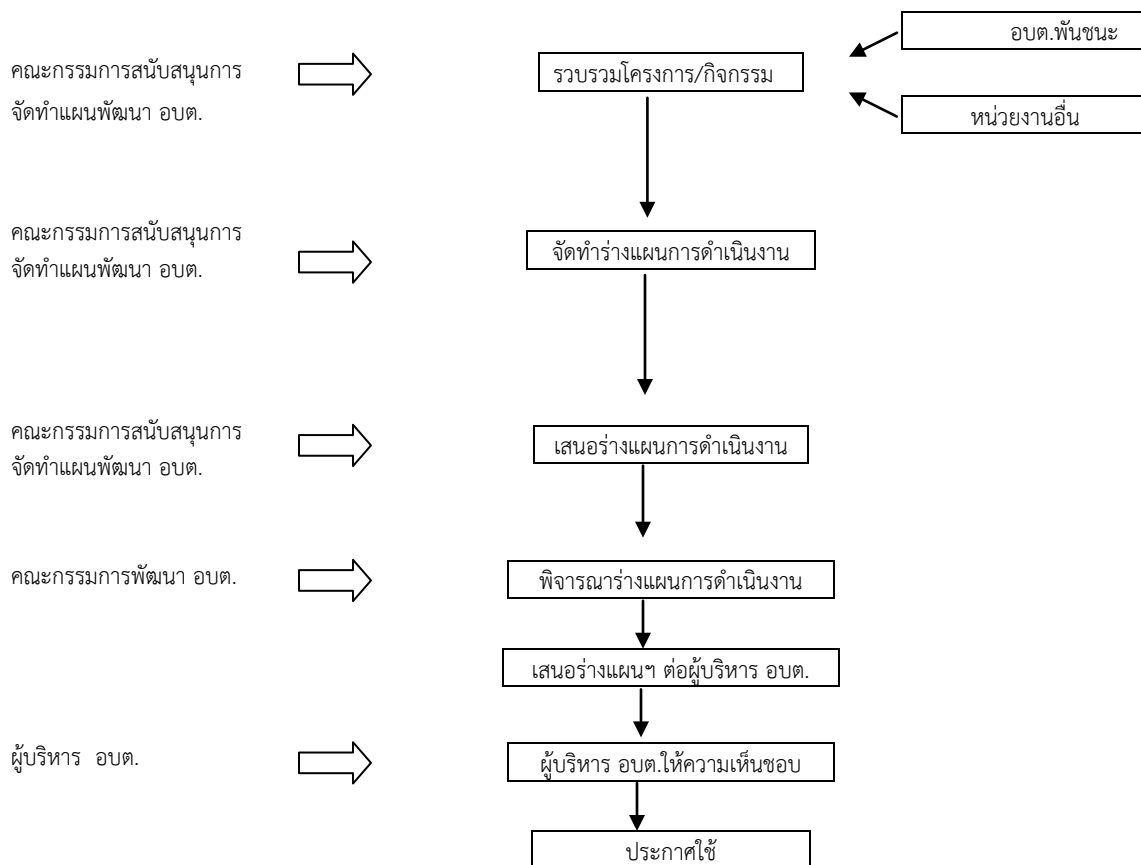 อบต.พันชนะ
คณะกรรมการสนับสนุนการ
จัดทำแผนพัฒนา อบต.
รวบรวมโครงการ/กิจกรรม
หน่วยงานอื่น
คณะกรรมการสนับสนุนการ
จัดทำแผนพัฒนา อบต.
จัดทำร่างแผนการดำเนินงาน
คณะกรรมการสนับสนุนการ
จัดทำแผนพัฒนา อบต.
เสนอร่างแผนการดำเนินงาน
คณะกรรมการพัฒนา อบต.
พิจารณาร่างแผนการดำเนินงาน
เสนอร่างแผนฯ ต่อผู้บริหาร อบต.
ผู้บริหาร อบต.
ผู้บริหาร อบต.ให้ความเห็นชอบ
ประกาศใช้